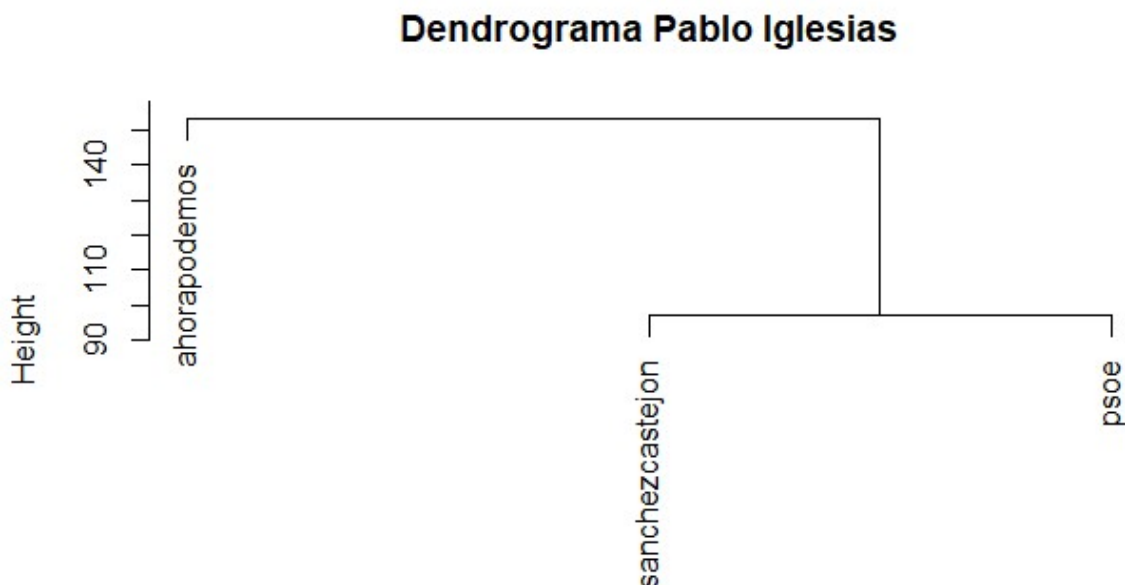 Dendrograma Pablo Iglesias
Height
90
110
140
ahorapodemos
sanchezcastejon
psoe